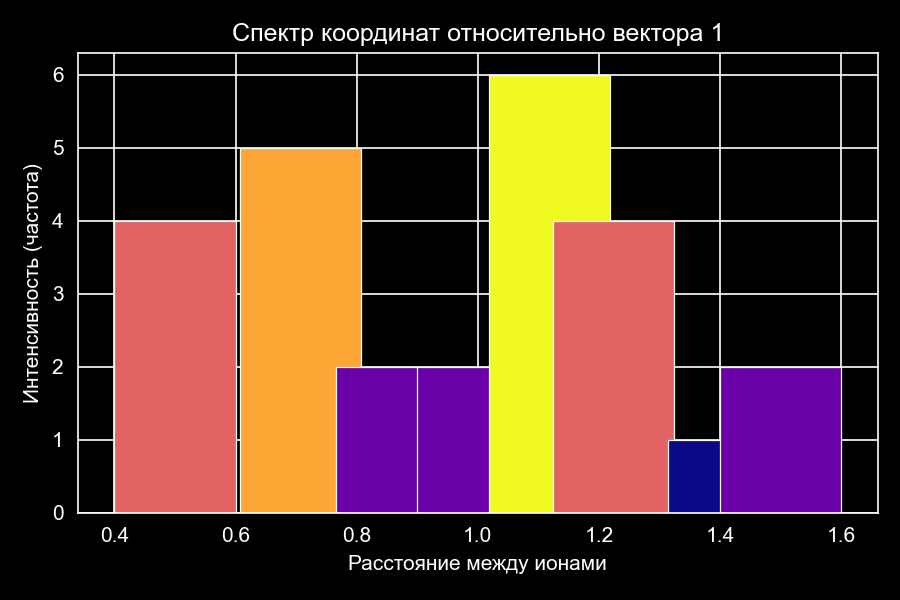 Спектр координат относительно вектора 1
Интенсивность (частота)
6
5
4
3
2
1
0
0.4 0.6 0.8 1.0 1.2 1.4 1.6
Расстояние между ионами